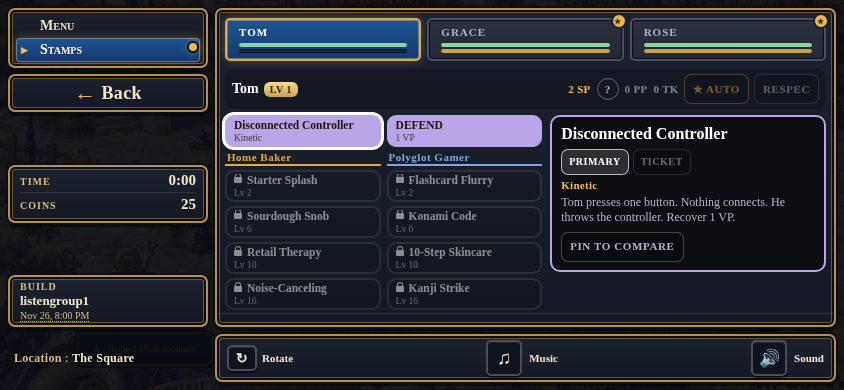 Menu
▶ Stamps
← Back
TIME 0:00
COINS 25
BUILD
listengroup1
Nov 26, 8:00 PM
Location : The Square
TOM
GRACE
ROSE
Tom LV 1
2 SP ? 0 PP 0 TK ★ AUTO RESPEC
Disconnected Controller
Kinetic
DEFEND
1 VP
Home Baker
Starter Splash
Lv 2
Sourdough Snob
Lv 6
Retail Therapy
Lv 10
Noise-Canceling
Lv 16
Polyglot Gamer
Flashcard Flurry
Lv 2
Konami Code
Lv 6
10-Step Skincare
Lv 10
Kanji Strike
Lv 16
Disconnected Controller
PRIMARY TICKET
Kinetic
Tom presses one button. Nothing connects. He
throws the controller. Recover 1 VP.
PIN TO COMPARE
Rotate
Music
Sound